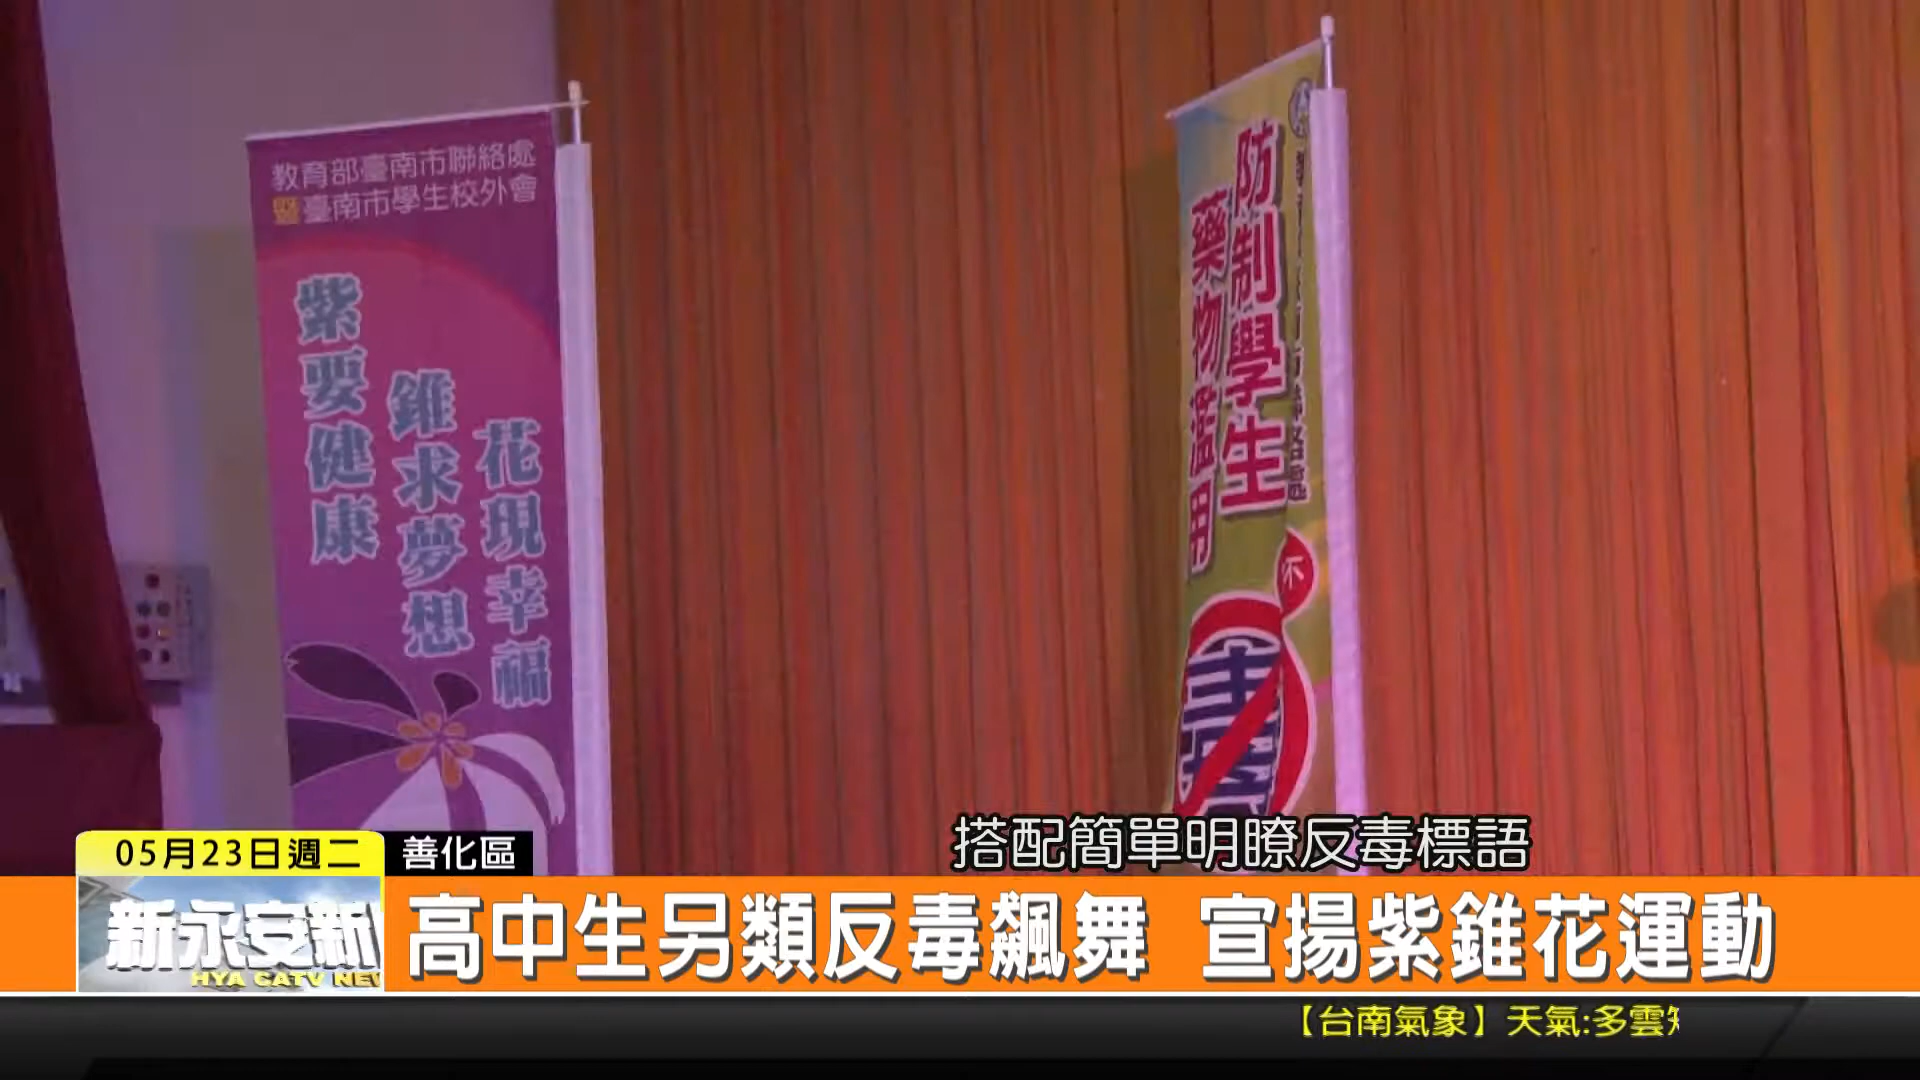 教育部臺南市聯絡處
暨臺南市學生校外會
紫要健康
錐求夢想
花現幸福
防制學生
藥物濫用
不
毒
搭配簡單明瞭反毒標語
05月23日週二
善化區
新永安新
HYA CATV NEW
高中生另類反毒飆舞 宣揚紫錐花運動
【台南氣象】天氣:多雲